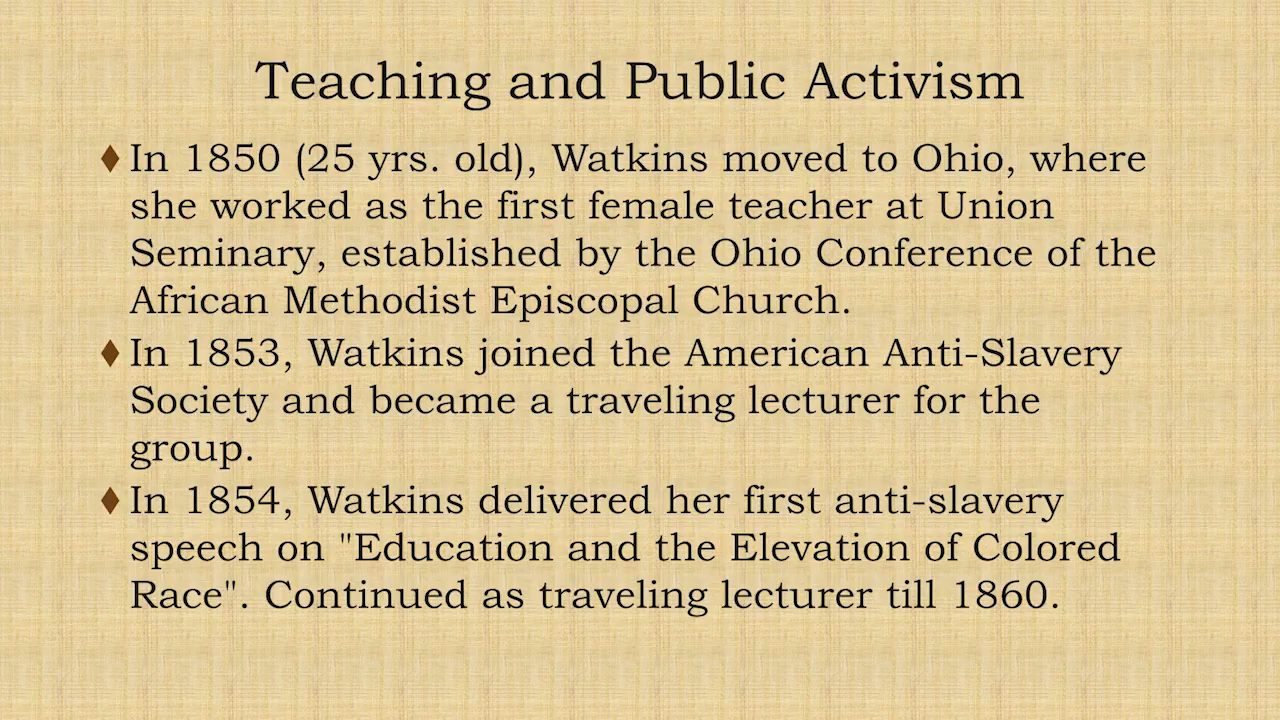 Teaching and Public Activism
♦In 1850 (25 yrs. old), Watkins moved to Ohio, where
she worked as the first female teacher at Union
Seminary, established by the Ohio Conference of the
African Methodist Episcopal Church.
♦In 1853, Watkins joined the American Anti-Slavery
Society and became a traveling lecturer for the
group.
♦In 1854, Watkins delivered her first anti-slavery
speech on "Education and the Elevation of Colored
Race". Continued as traveling lecturer till 1860.